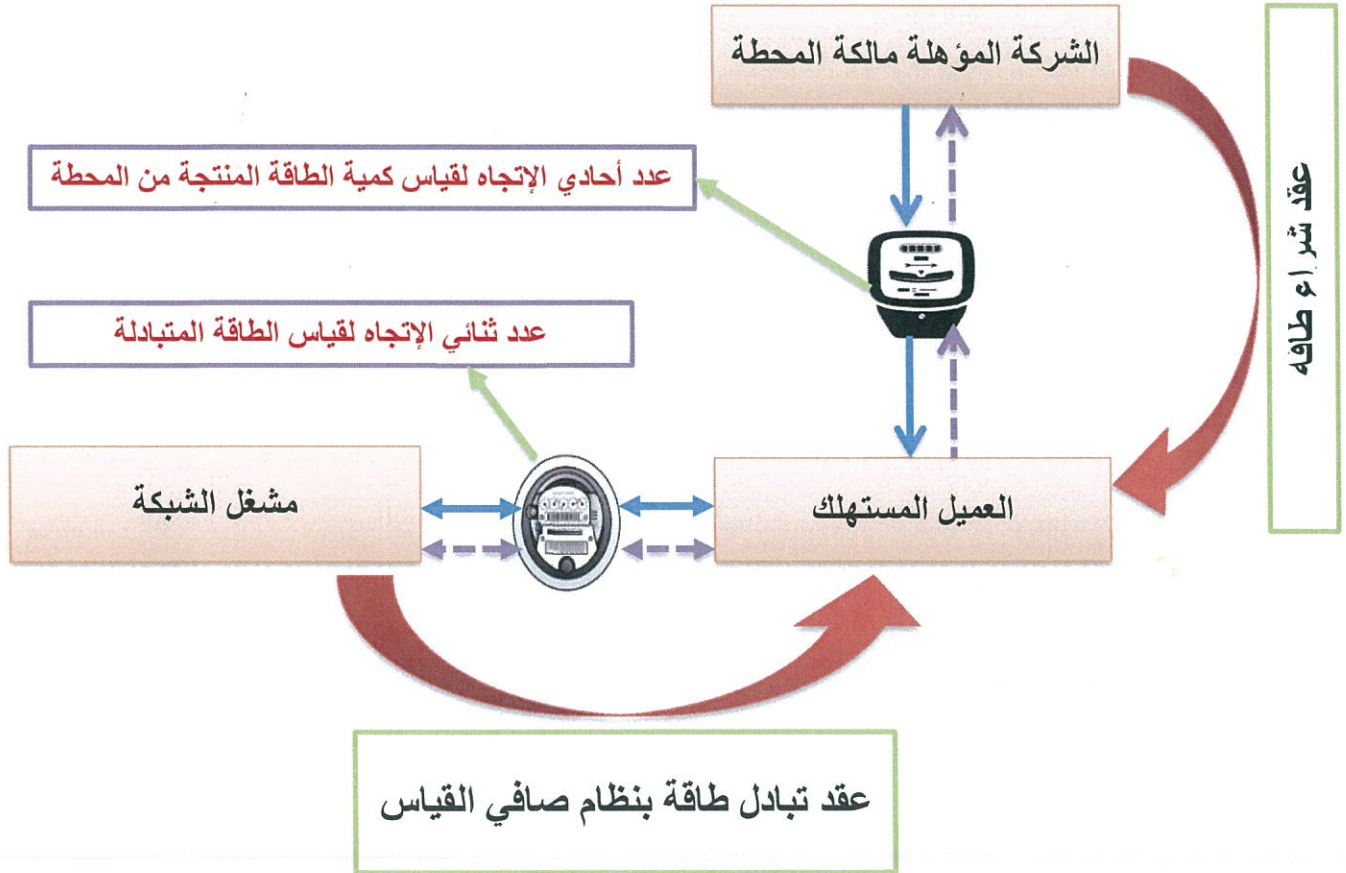 الشركة المؤهلة مالكة المحطة
عقد شراء طاقه
عدد أحادي الإتجاه لقياس كمية الطاقة المنتجة من المحطة
عدد ثنائي الإتجاه لقياس الطاقة المتبادلة
العميل المستهلك
مشغل الشبكة
عقد تبادل طاقة بنظام صافي القياس